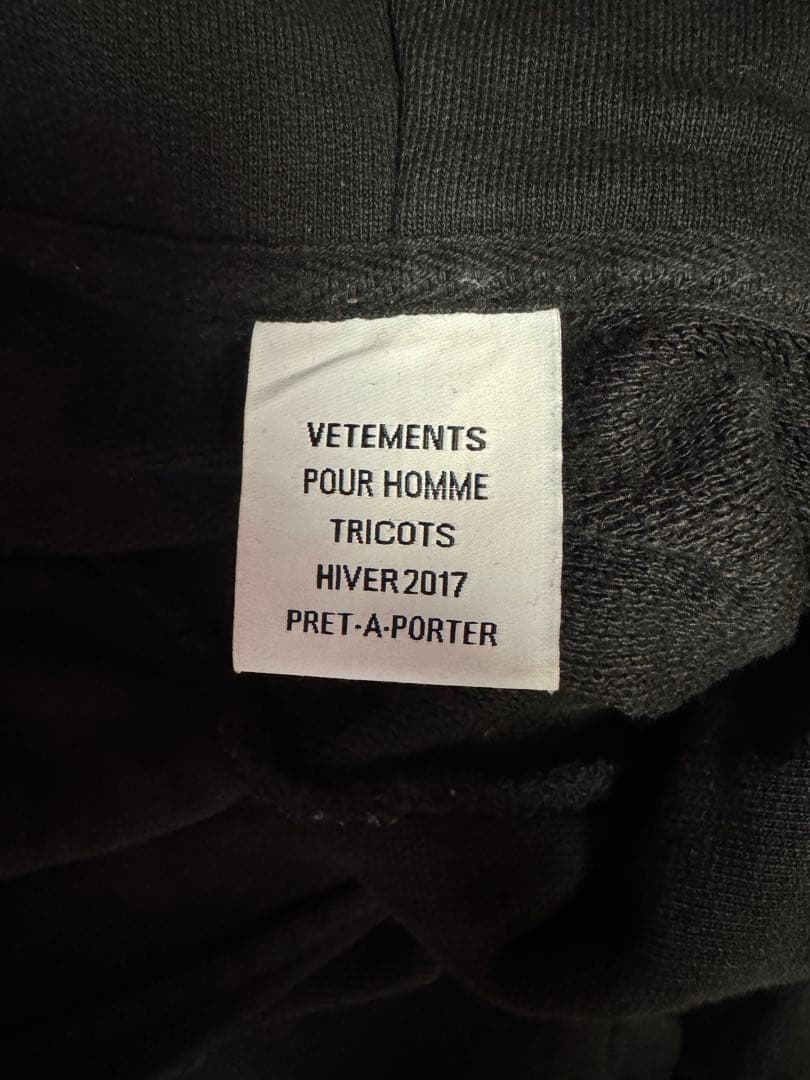 VETEMENTS
POUR HOMME
TRICOTS
HIVER 2017
PRET-A-PORTER